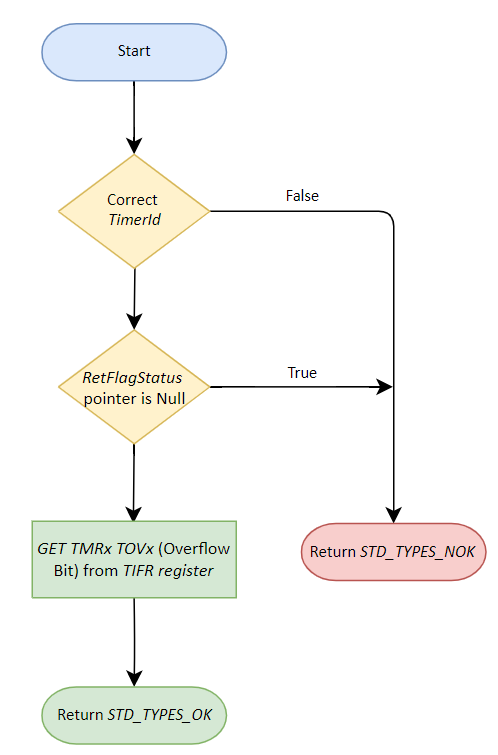 Start
Correct
TimerId
False
RetFlagStatus
pointer is Null
True
GET TMRx TOVx (Overflow
Bit) from TIFR register
Return STD_TYPES_NOK
Return STD_TYPES_OK